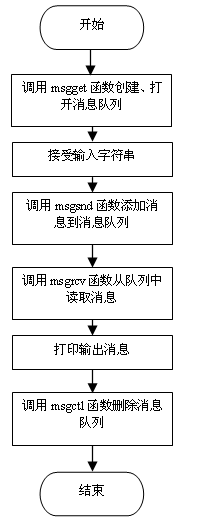 开始
调用 msgget 函数创建、打
开消息队列
接受输入字符串
调用 msgsnd 函数添加消
息到消息队列
调用 msgrcv 函数从队列中
读取消息
打印输出消息
调用 msgctl 函数删除消息
队列
结束